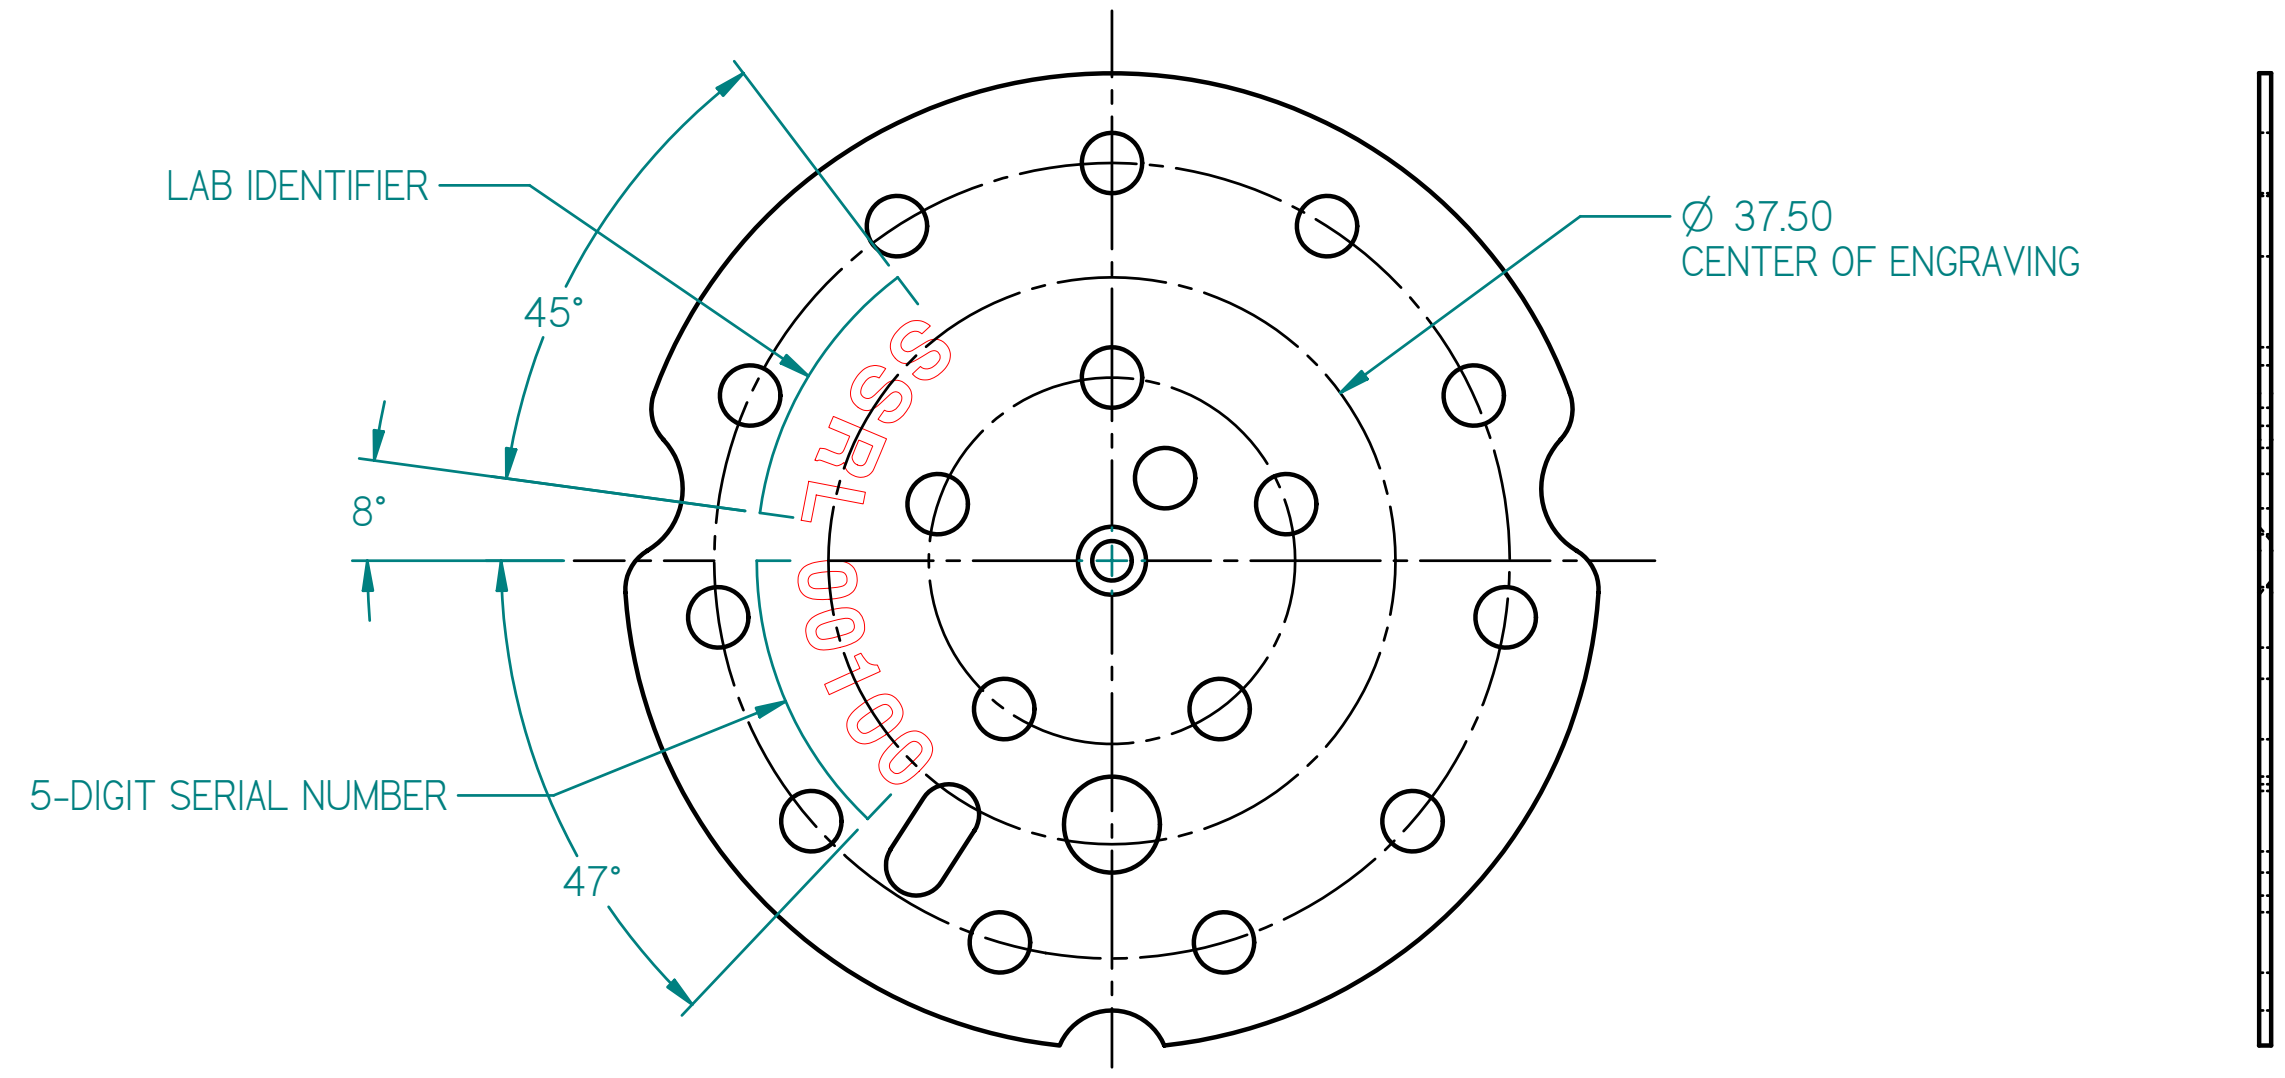 LAB IDENTIFIER
Ø 37.50
CENTER OF ENGRAVING
45°
8°
SSRL
00100
5-DIGIT SERIAL NUMBER
47°